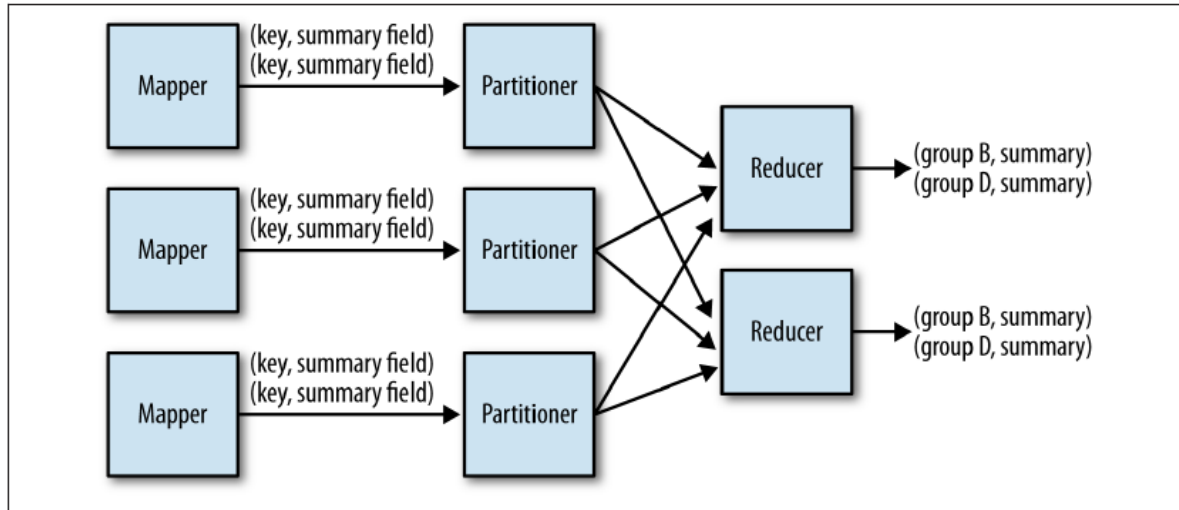 Mapper
(key, summary field)
(key, summary field)
Partitioner
Mapper
(key, summary field)
(key, summary field)
Partitioner
Mapper
(key, summary field)
(key, summary field)
Partitioner
Reducer
(group B, summary)
(group D, summary)
Reducer
(group B, summary)
(group D, summary)